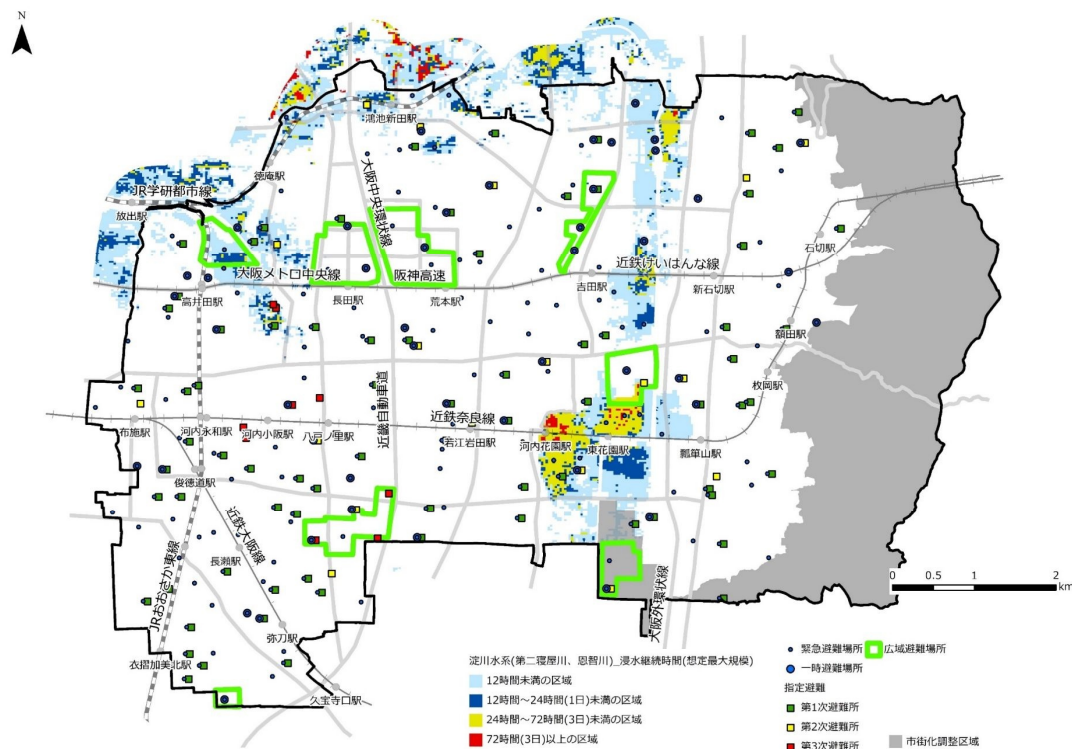 N
鴻池新田駅
徳庵駅
大阪中央環状線
JR学研都市線
放出駅
石切駅
大阪メトロ中央線
阪神高速
近鉄けいはんな線
高井田駅
長田駅
荒本駅
吉田駅
新石切駅
額田駅
枚岡駅
近畿自動車道
近鉄奈良線
布施駅
河内永和駅
河内小阪駅
八戸ノ里駅
若江岩田駅
河内花園駅
東花園駅
瓢箪山駅
俊徳道駅
近鉄大阪線
JRおおさか東線
長瀬駅
大阪外環状線
0 0.5 1 2
km
弥刀駅
衣摺加美北駅
久宝寺口駅
淀川水系(第二寝屋川、恩智川)_浸水継続時間(想定最大規模)
12時間未満の区域
12時間～24時間(1日)未満の区域
24時間～72時間(3日)未満の区域
72時間(3日)以上の区域
緊急避難場所
広域避難場所
一時避難場所
指定避難
第1次避難所
第2次避難所
第3次避難所
市街化調整区域